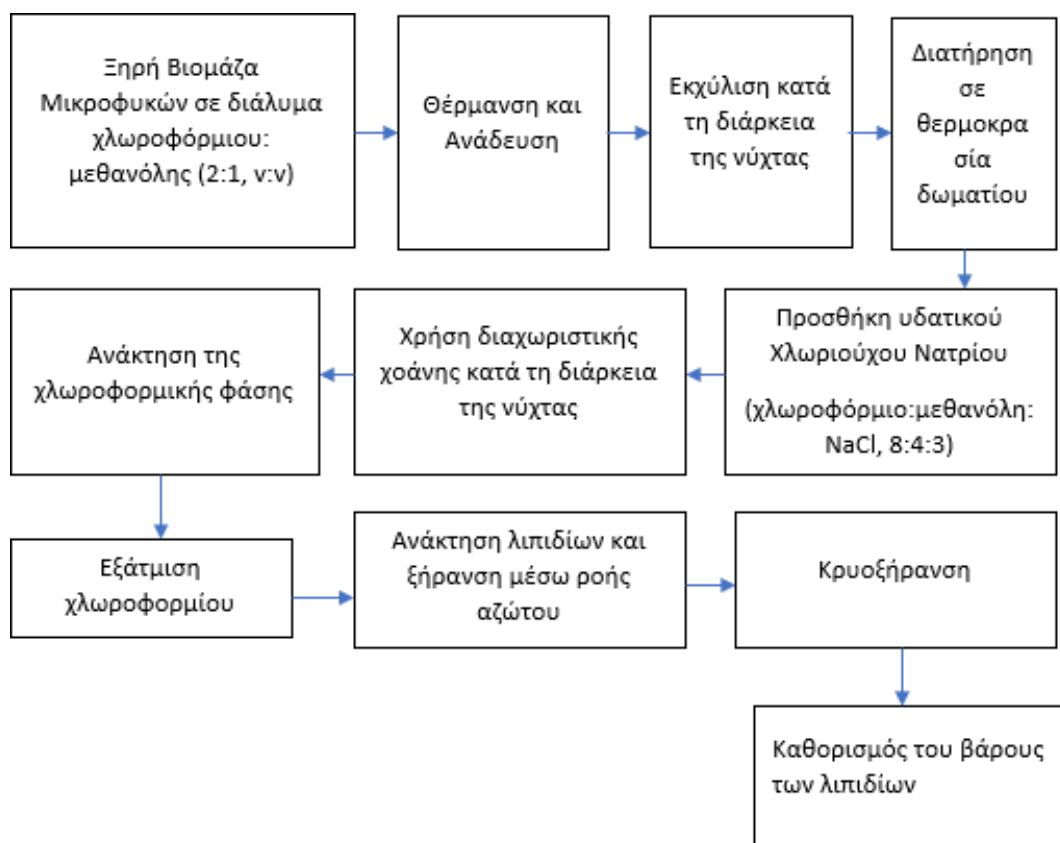 Ξηρή Βιομάζα
Μικροφυκών σε διάλυμα
χλωροφόρμιου:
μεθανόλης (2:1, v:v)
Θέρμανση και
Ανάδευση
Εκχύλιση κατά
τη διάρκεια
της νύχτας
Διατήρηση
σε
θερμοκρα
σία
δωματίου
Προσθήκη υδατικού
Χλωριούχου Νατρίου
(χλωροφόρμιο:μεθανόλη:
NaCl, 8:4:3)
Χρήση διαχωριστικής
χοάνης κατά τη διάρκεια
της νύχτας
Ανάκτηση της
χλωροφορμικής φάσης
Εξάτμιση
χλωροφορμίου
Ανάκτηση λιπιδίων και
ξήρανση μέσω ροής
αζώτου
Κρυοξήρανση
Καθορισμός του βάρους
των λιπιδίων